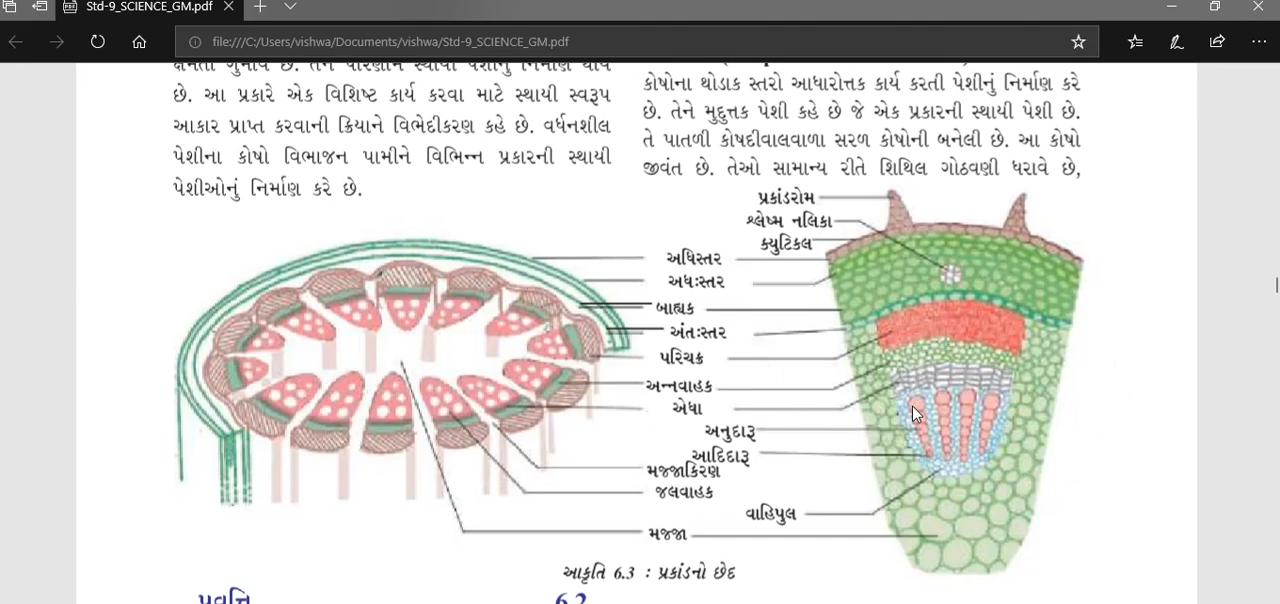 Std-9_SCIENCE_GM.pdf
file:///C:/Users/vishwa/Documents/vishwa/Std-9_SCIENCE_GM.pdf
છે. આ પ્રકારે એક વિશિષ્ટ કાર્ય કરવા માટે સ્થાયી સ્વરૂપ
આકાર પ્રાપ્ત કરવાની ક્રિયાને વિભેદીકરણ કહે છે. વર્ધનશીલ
પેશીના કોષો વિભાજન પામીને વિભિન્ન પ્રકારની સ્થાયી
પેશીઓનું નિર્માણ કરે છે.
કોષોના થોડાક સ્તરો આધારોત્તક કાર્ય કરતી પેશીનું નિર્માણ કરે
છે. તેને મુદુત્તક પેશી કહે છે જે એક પ્રકારની સ્થાયી પેશી છે.
તે પાતળી કોષદીવાલવાળા સરળ કોષોની બનેલી છે. આ કોષો
જીવંત છે. તેઓ સામાન્ય રીતે શિથિલ ગોઠવણી ધરાવે છે,
પ્રકાંડરોમ
શ્લેષ્મ નલિકા
ક્યુટિકલ
અધિસ્તર
અધઃસ્તર
બાહ્યક
અંતઃસ્તર
પરિચક્ર
અન્નવાહક
એધા
અનુદારૂ
આદિદારૂ
મજ્જાકિરણ
જલવાહક
વાહિપુલ
મજ્જા
આકૃતિ 6.3 : પ્રકાંડનો છેદ
પ્રવૃત્તિ 6.2